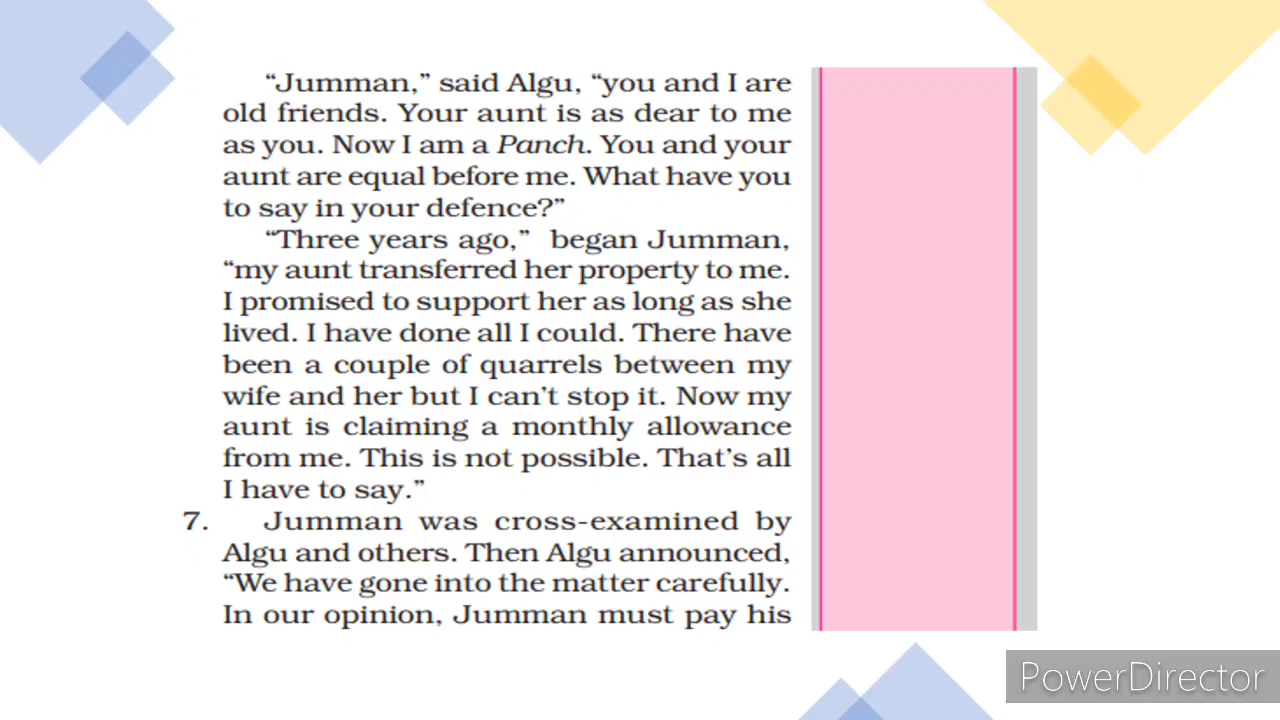 “Jumman,” said Algu, “you and I are
old friends. Your aunt is as dear to me
as you. Now I am a Panch. You and your
aunt are equal before me. What have you
to say in your defence?”
“Three years ago,” began Jumman,
“my aunt transferred her property to me.
I promised to support her as long as she
lived. I have done all I could. There have
been a couple of quarrels between my
wife and her but I can’t stop it. Now my
aunt is claiming a monthly allowance
from me. This is not possible. That’s all
I have to say.”
7. Jumman was cross-examined by
Algu and others. Then Algu announced,
“We have gone into the matter carefully.
In our opinion, Jumman must pay his
PowerDirector